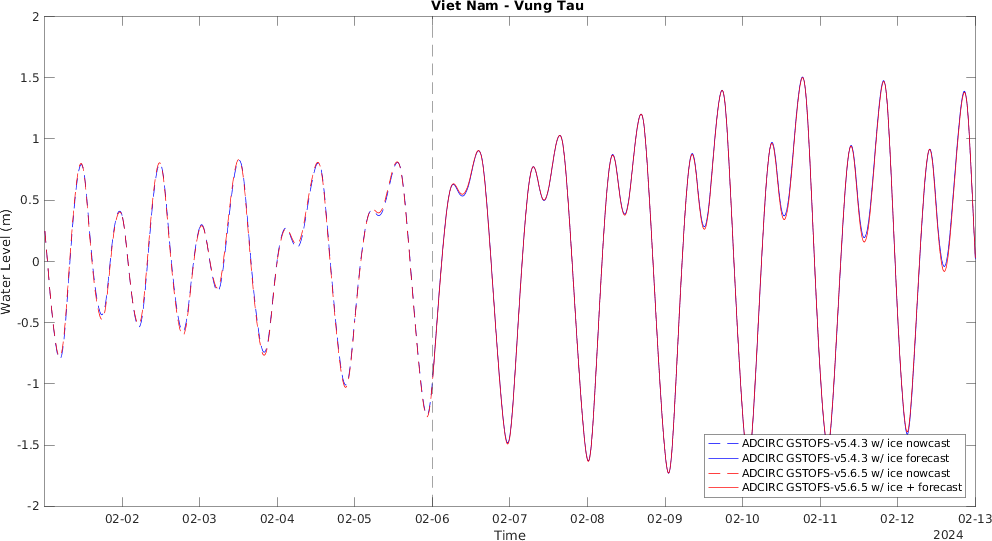 Viet Nam - Vung Tau
2
1.5
1
0.5
0
-0.5
-1
-1.5
-2
Water Level (m)
ADCIRC GSTOFS-v5.4.3 w/ ice nowcast
ADCIRC GSTOFS-v5.4.3 w/ ice forecast
ADCIRC GSTOFS-v5.6.5 w/ ice nowcast
ADCIRC GSTOFS-v5.6.5 w/ ice + forecast
02-02 02-03 02-04 02-05 02-06 02-07 02-08 02-09 02-10 02-11 02-12 02-13
Time
2024